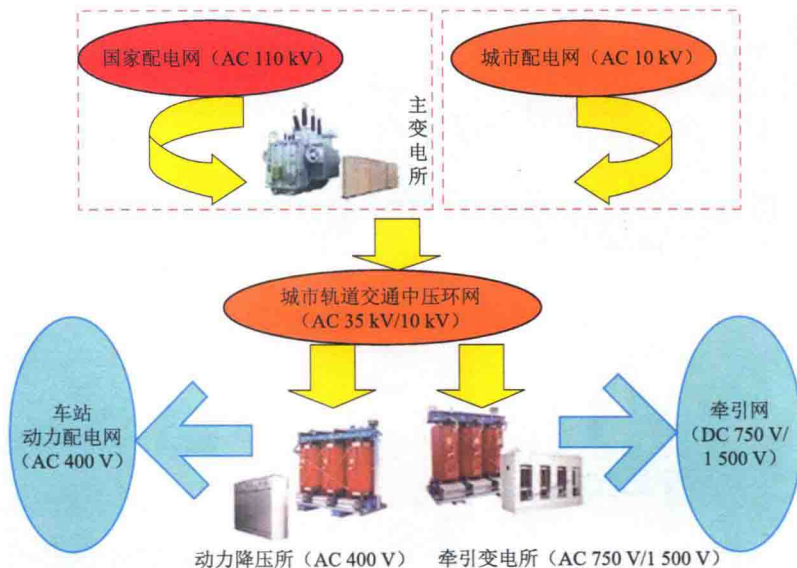 国家配电网（AC 110 kV）
城市配电网（AC 10 kV）
主变电所
城市轨道交通中压环网
（AC 35 kV/10 kV）
车站
动力配电网
（AC 400 V）
牵引网
（DC 750 V/
1 500 V）
动力降压所（AC 400 V）
牵引变电所（AC 750 V/1 500 V）